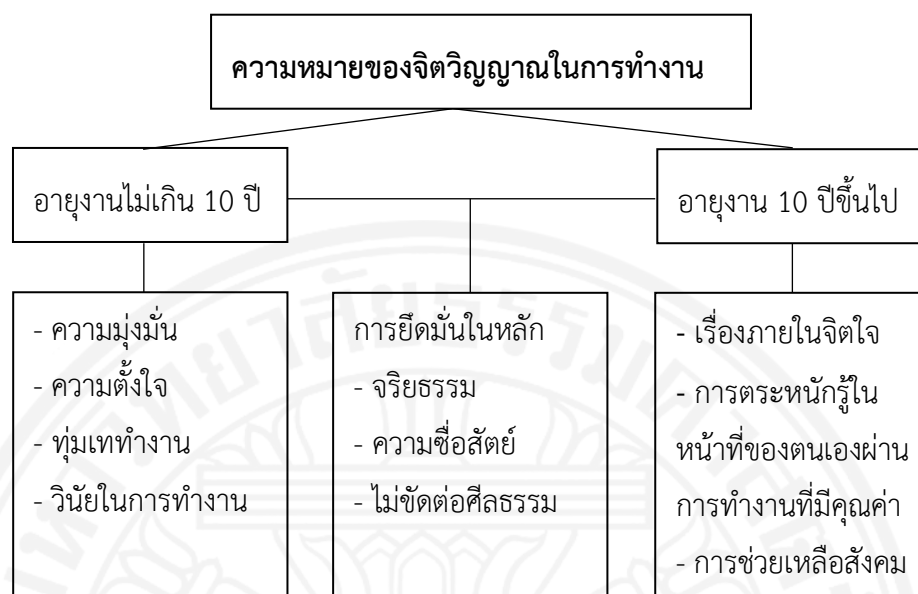 ความหมายของจิตวิญญาณในการทำงาน
อายุงานไม่เกิน 10 ปี
อายุงาน 10 ปีขึ้นไป
- ความมุ่งมั่น
- ความตั้งใจ
- ทุ่มเททำงาน
- วินัยในการทำงาน
การยึดมั่นในหลัก
- จริยธรรม
- ความซื่อสัตย์
- ไม่ขัดต่อศีลธรรม
- เรื่องภายในจิตใจ
- การตระหนักรู้ใน
หน้าที่ของตนเองผ่าน
การทำงานที่มีคุณค่า
- การช่วยเหลือสังคม